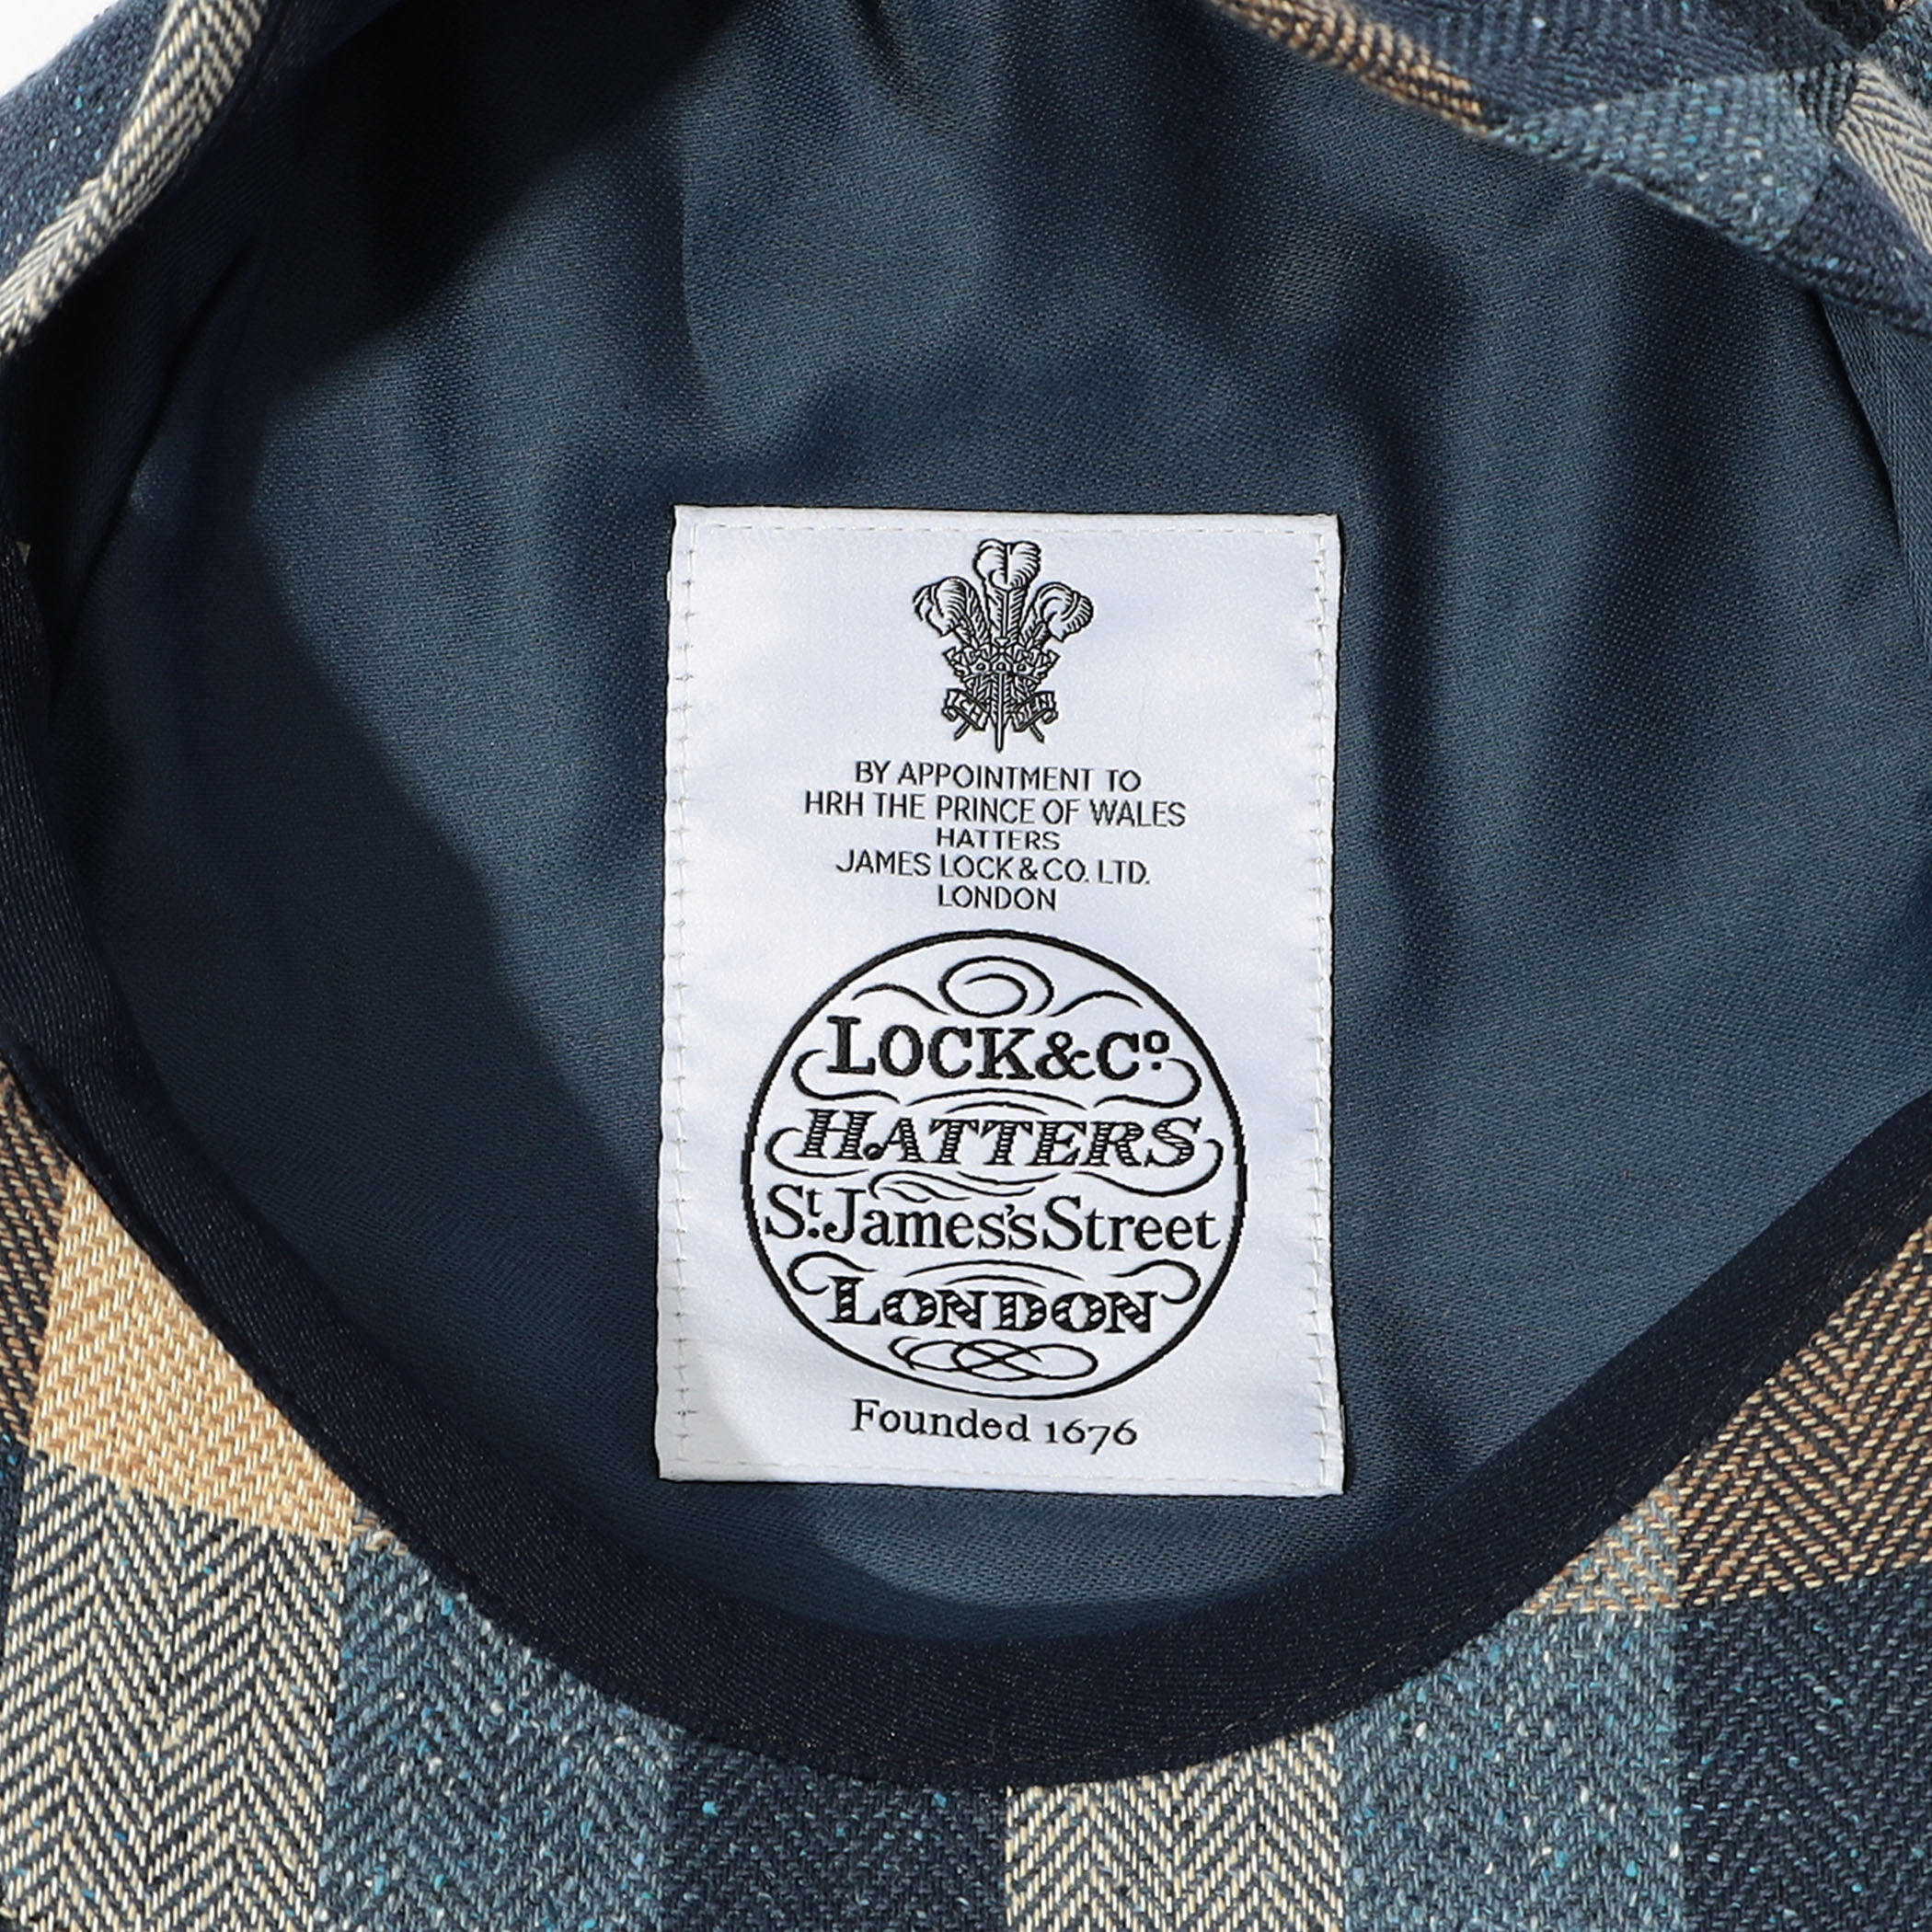 BY APPOINTMENT TO
HRH THE PRINCE OF WALES
HATTERS
JAMES LOCK & CO. LTD.
LONDON
LOCK & Cº
HATTERS
St. James's Street
LONDON
Founded 1676